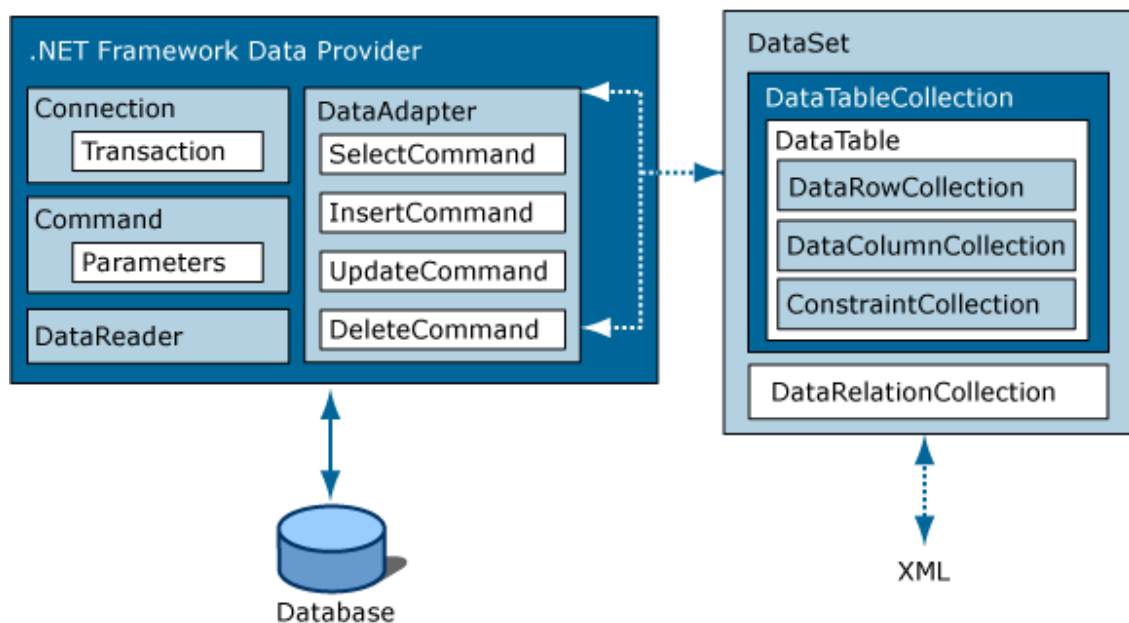 .NET Framework Data Provider
Connection
Transaction
Command
Parameters
DataReader
DataAdapter
SelectCommand
InsertCommand
UpdateCommand
DeleteCommand
Database
DataSet
DataTableCollection
DataTable
DataRowCollection
DataColumnCollection
ConstraintCollection
DataRelationCollection
XML